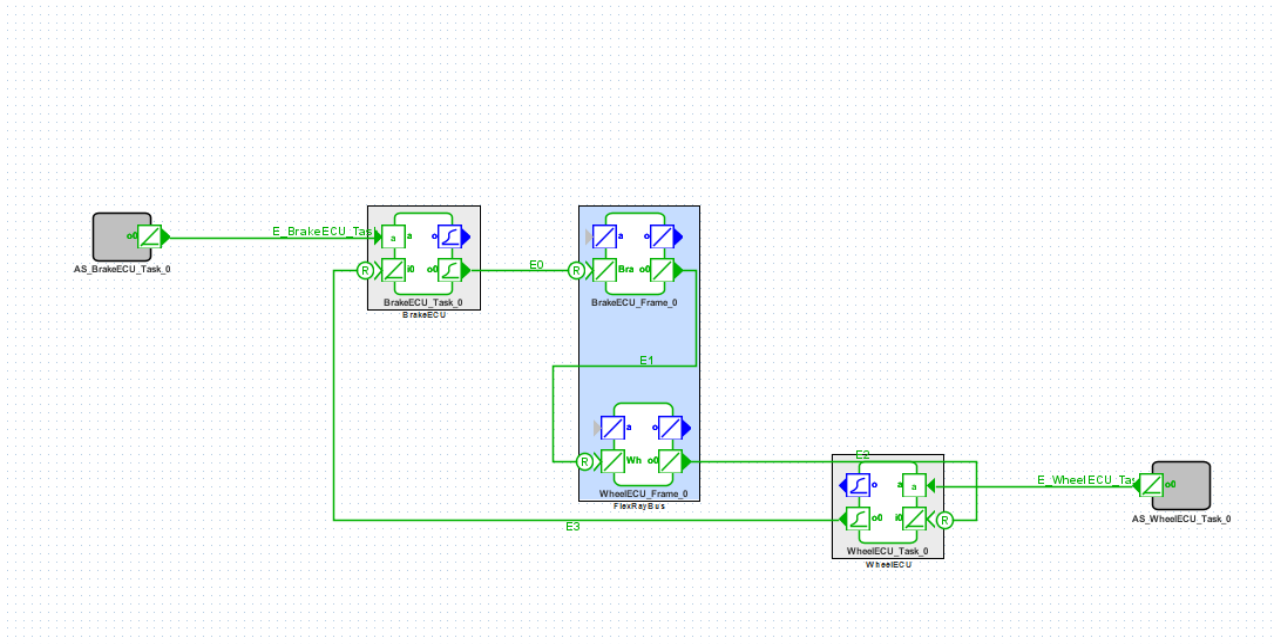 o0
AS_BrakeECU_Task_0
E_BrakeECU_Tas
a
a
o
R
i0
o0
BrakeECU_Task_0
BrakeECU
E0
a
o
R
Bra
o0
BrakeECU_Frame_0
E1
a
o
R
Wh
o0
WheelECU_Frame_0
FlexRayBus
E2
o
a
a
o0
i0
R
WheelECU_Task_0
WheelECU
E3
E_WheelECU_Tas
o0
AS_WheelECU_Task_0